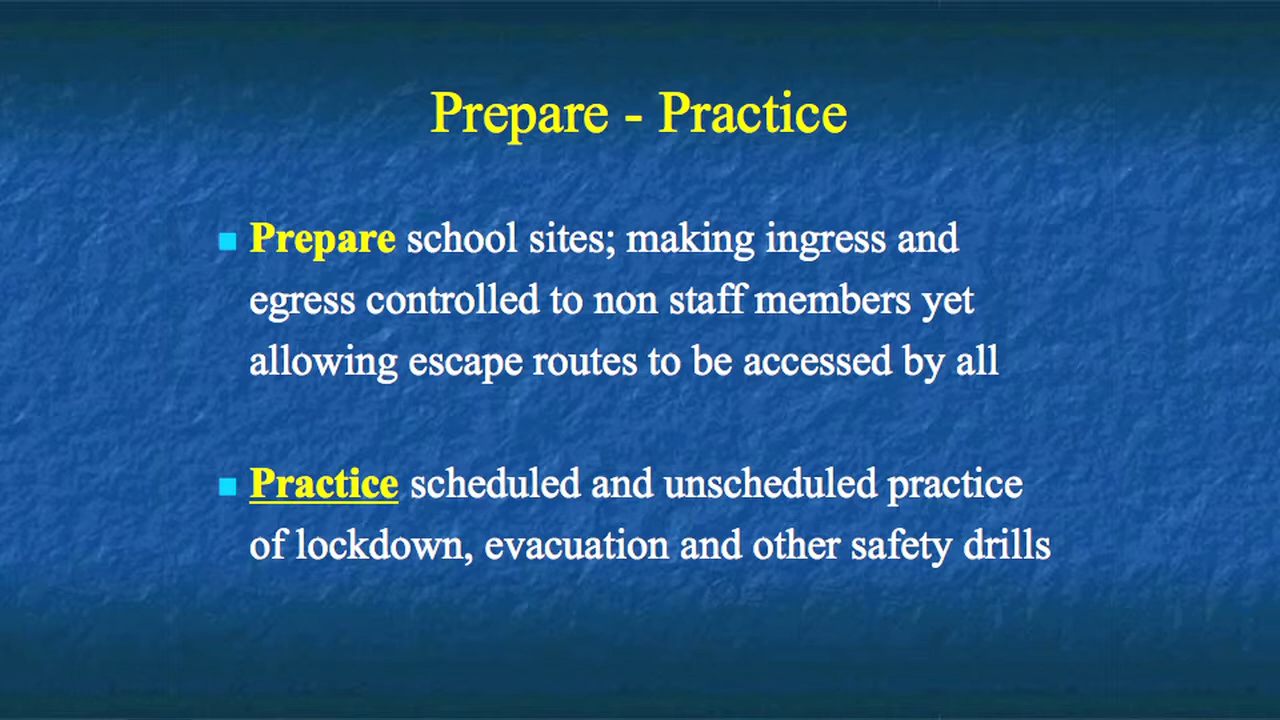 Prepare - Practice
Prepare school sites; making ingress and
egress controlled to non staff members yet
allowing escape routes to be accessed by all
Practice scheduled and unscheduled practice
of lockdown, evacuation and other safety drills